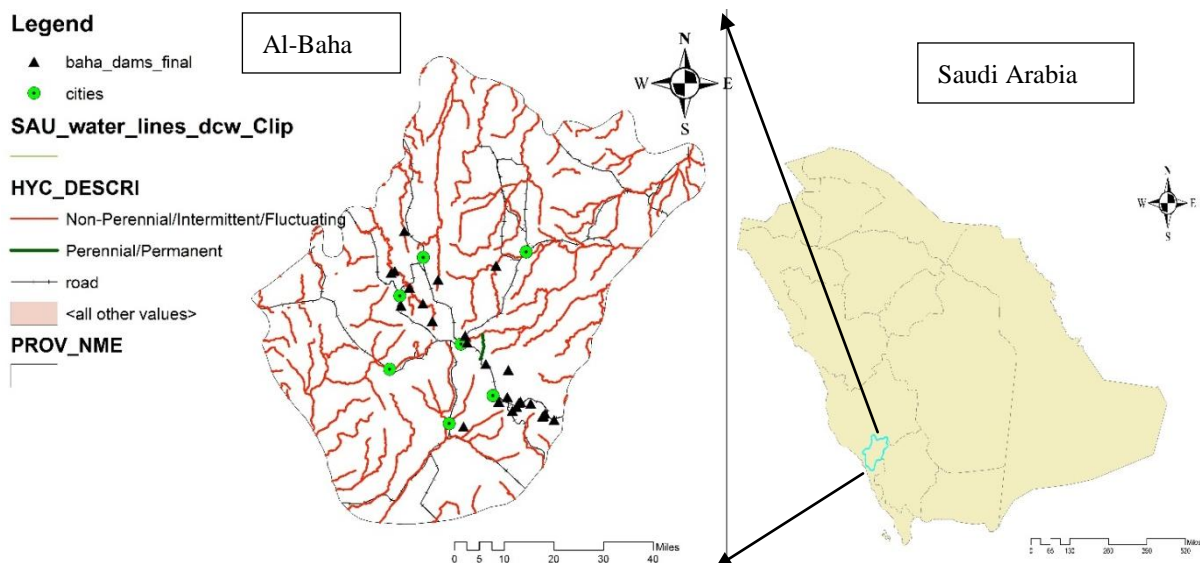 Legend
baha_dams_final
cities
SAU_water_lines_dcw_Clip
HYC_DESCRI
Non-Perennial/Intermittent/Fluctuating
Perennial/Permanent
road
<all other values>
PROV_NME
Al-Baha
N
W
E
S
0 5 10 20 30 40
Miles
Saudi Arabia
N
W
E
S
Miles